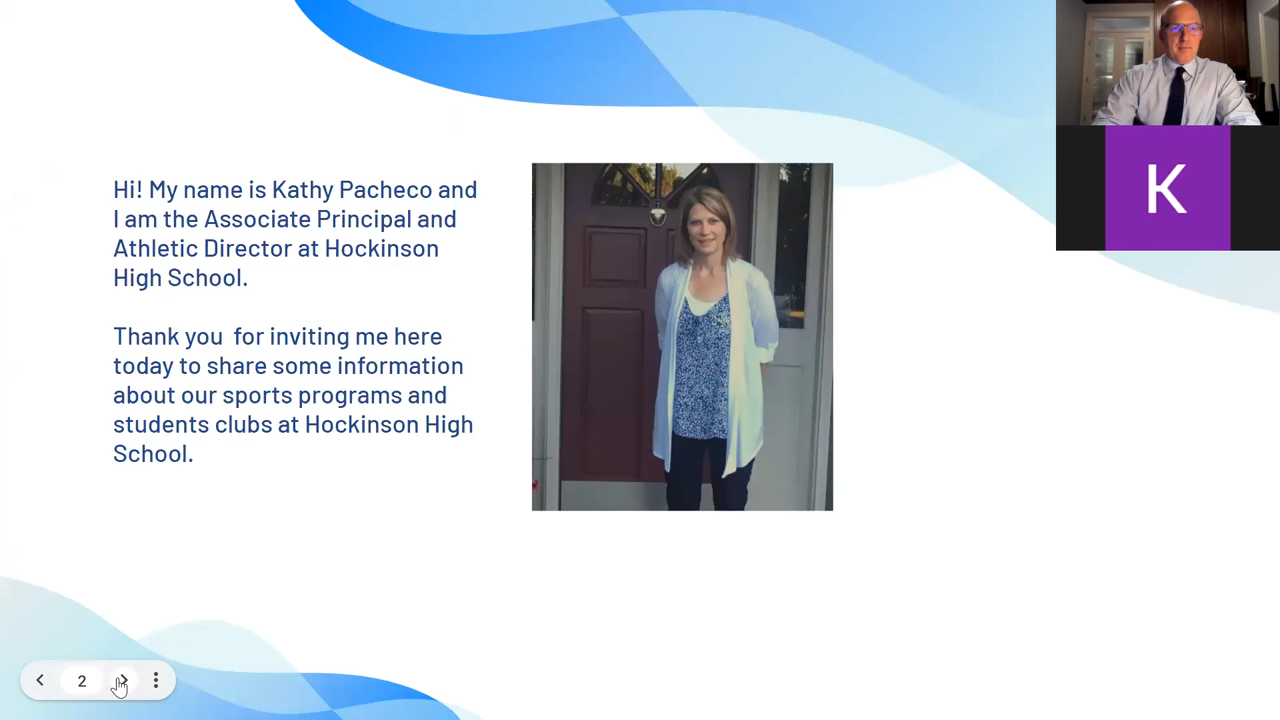 Hi! My name is Kathy Pacheco and
I am the Associate Principal and
Athletic Director at Hockinson
High School.
Thank you  for inviting me here
today to share some information
about our sports programs and
students clubs at Hockinson High
School.
K
2